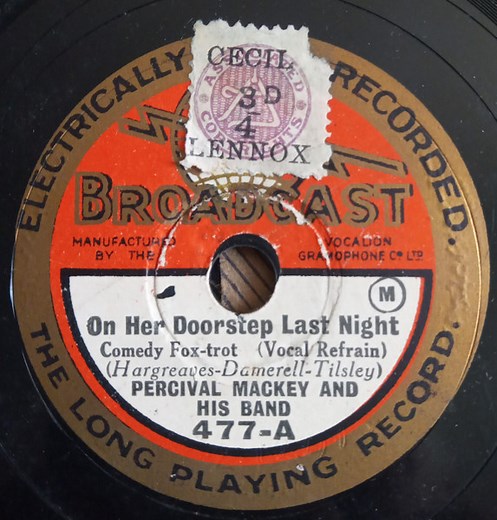 ELECTRICALLY RECORDED.
CECIL
3/4 D
LENNOX
BROADCAST
MANUFACTURED
BY THE
VOCALION
GRAMOPHONE Co LTD
M
On Her Doorstep Last Night
Comedy Fox-trot (Vocal Refrain)
(Hargreaves-Damerell-Tilsley)
PERCIVAL MACKEY AND
HIS BAND
477-A
THE LONG PLAYING RECORD.